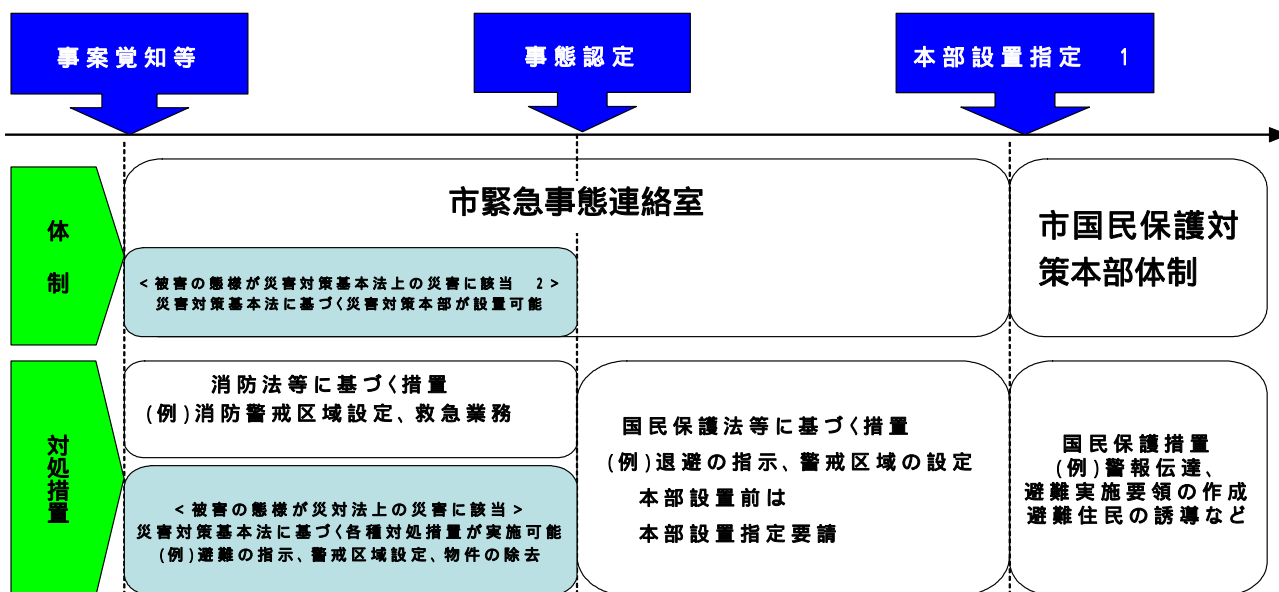 事案覚知等
事態認定
本部設置指定 1
体
制
市緊急事態連絡室
<被害の態様が災害対策基本法上の災害に該当 2>
災害対策基本法に基づく災害対策本部が設置可能
市国民保護対
策本部体制
対処措置
消防法等に基づく措置
(例)消防警戒区域設定、救急業務
<被害の態様が災対法上の災害に該当>
災害対策基本法に基づく各種対処措置が実施可能
(例)避難の指示、警戒区域設定、物件の除去
国民保護法等に基づく措置
(例)退避の指示、警戒区域の設定
本部設置前は
本部設置指定要請
国民保護措置
(例)警報伝達、
避難実施要領の作成
避難住民の誘導など